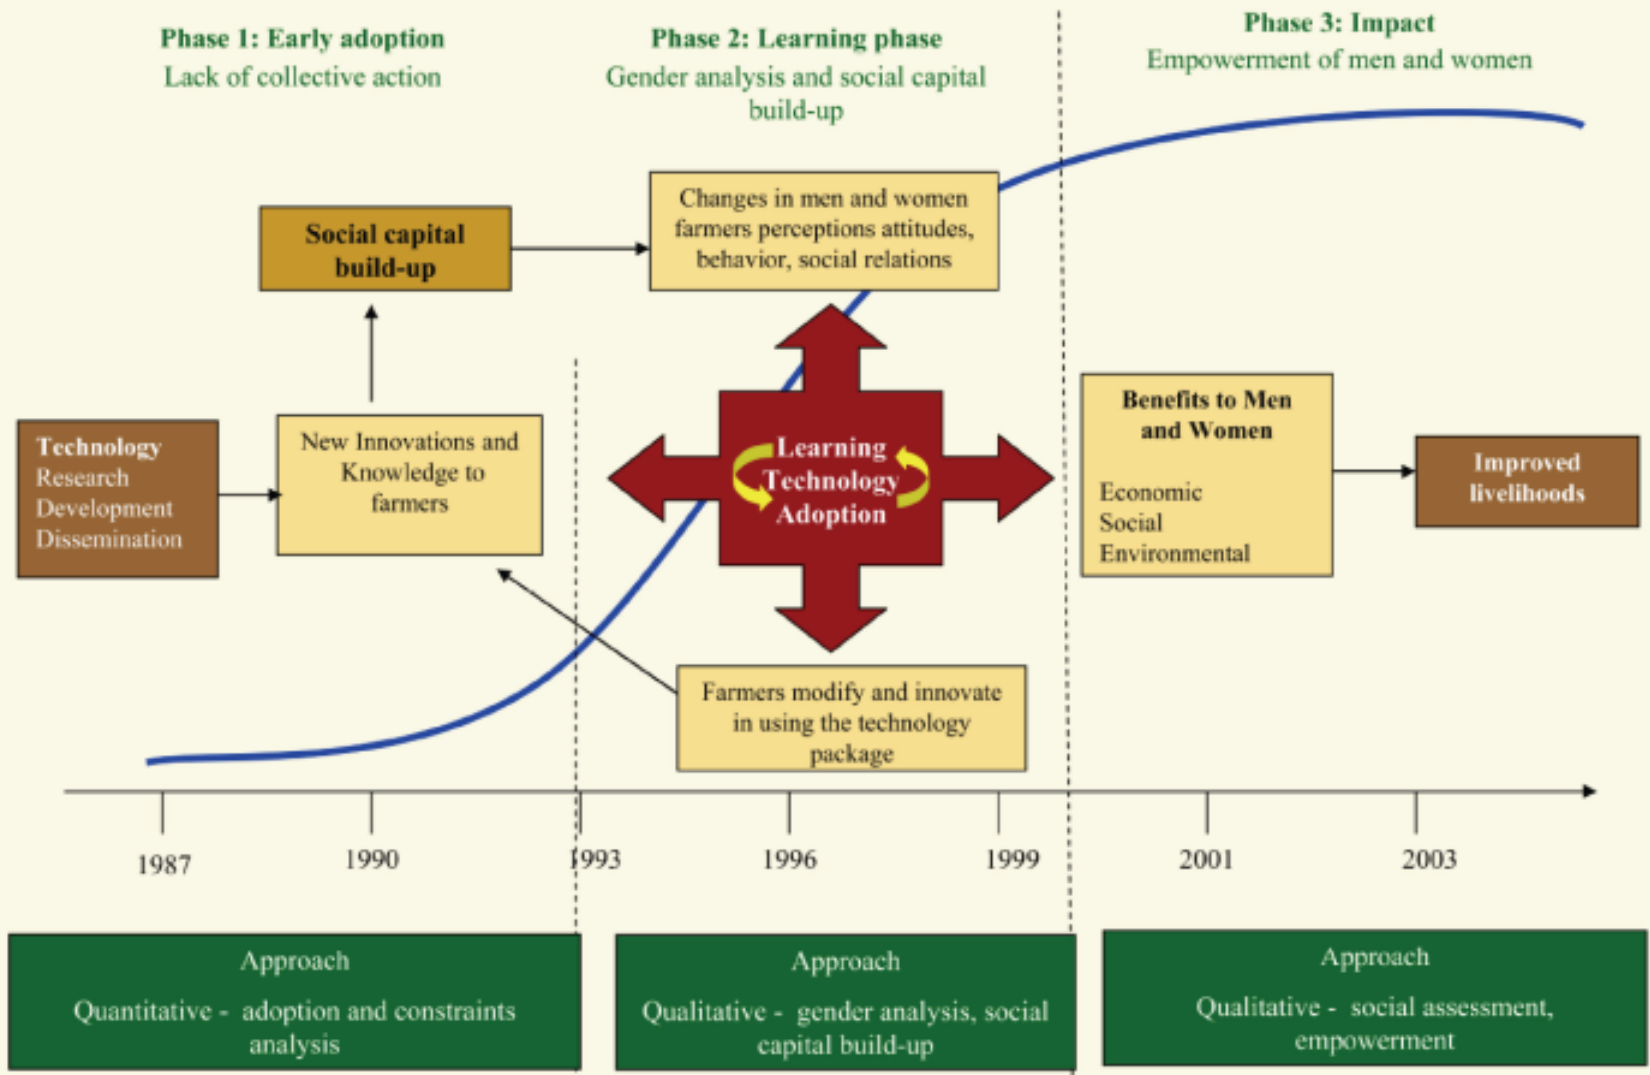 Phase 1: Early adoption
Lack of collective action
Phase 2: Learning phase
Gender analysis and social capital
build-up
Phase 3: Impact
Empowerment of men and women
Social capital
build-up
Changes in men and women
farmers perceptions attitudes,
behavior, social relations
Technology
Research
Development
Dissemination
New Innovations and
Knowledge to
farmers
Learning
Technology
Adoption
Benefits to Men
and Women
Economic
Social
Environmental
Improved
livelihoods
Farmers modify and innovate
in using the technology
package
1987
1990
1993
1996
1999
2001
2003
Approach
Quantitative - adoption and constraints
analysis
Approach
Qualitative - gender analysis, social
capital build-up
Approach
Qualitative - social assessment,
empowerment